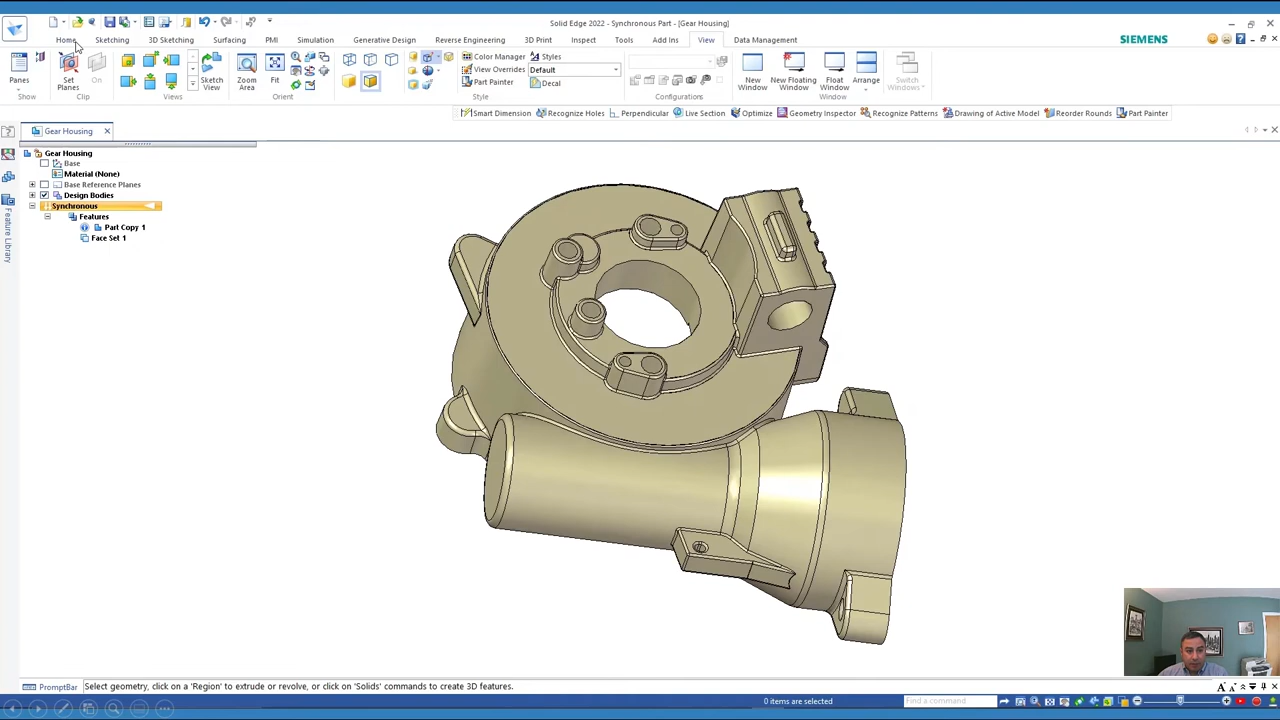 Solid Edge 2022 - Synchronous Part - [Gear Housing]
Home Sketching 3D Sketching Surfacing PMI Simulation Generative Design Reverse Engineering 3D Print Inspect Tools Add Ins View Data Management SIEMENS
Color Manager Styles
View Overrides Default
Part Painter Decal
Panes Set Planes On Sketch View Zoom Area Fit New Window New Floating Window Float Window Arrange Switch Windows
Show Clip Views Orient Style Configurations Window
Smart Dimension Recognize Holes Perpendicular Live Section Optimize Geometry Inspector Recognize Patterns Drawing of Active Model Reorder Rounds Part Painter
Gear Housing
Gear Housing
Base
Material (None)
Base Reference Planes
Design Bodies
Synchronous
Features
Part Copy 1
Face Set 1
Feature Library
PromptBar Select geometry, click on a 'Region' to extrude or revolve, or click on 'Solids' commands to create 3D features.
0 items are selected Find a command